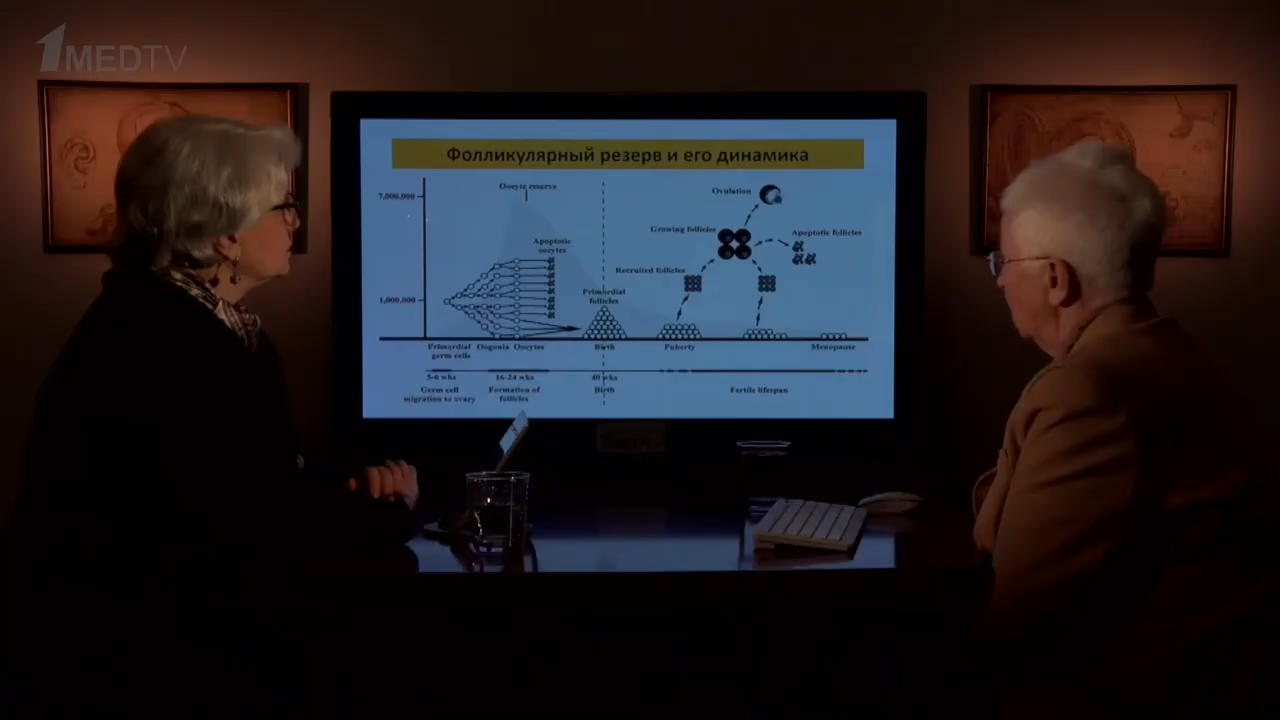 1MEDTV
Фолликулярный резерв и его динамика
7,000,000
Oocyte reserve
Ovulation
Growing follicles
Apoptotic follicles
Apoptotic
oocytes
Recruited follicles
Primordial
follicles
1,000,000
Primordial
germ cells
Oogonia
Oocytes
Birth
Puberty
Menopause
5-6 wks
16-24 wks
40 wks
Germ cell
migration to ovary
Formation of
follicles
Birth
Fertile lifespan